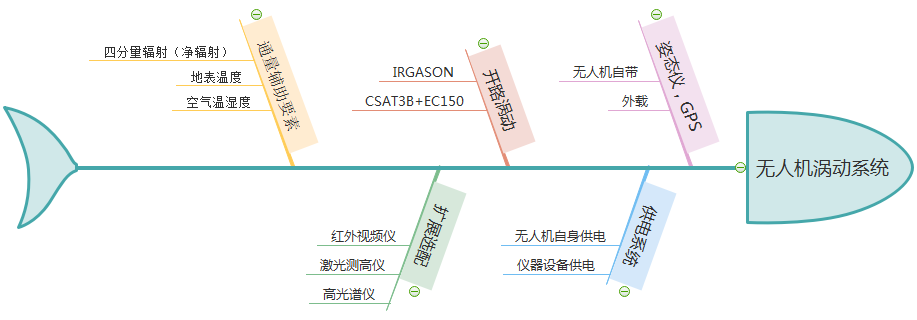 通量辅助要素
四分量辐射（净辐射）
地表温度
空气温湿度
开路涡动
IRGASON
CSAT3B+EC150
姿态仪，GPS
无人机自带
外载
无人机涡动系统
扩展选配
红外视频仪
激光测高仪
高光谱仪
供电系统
无人机自身供电
仪器设备供电